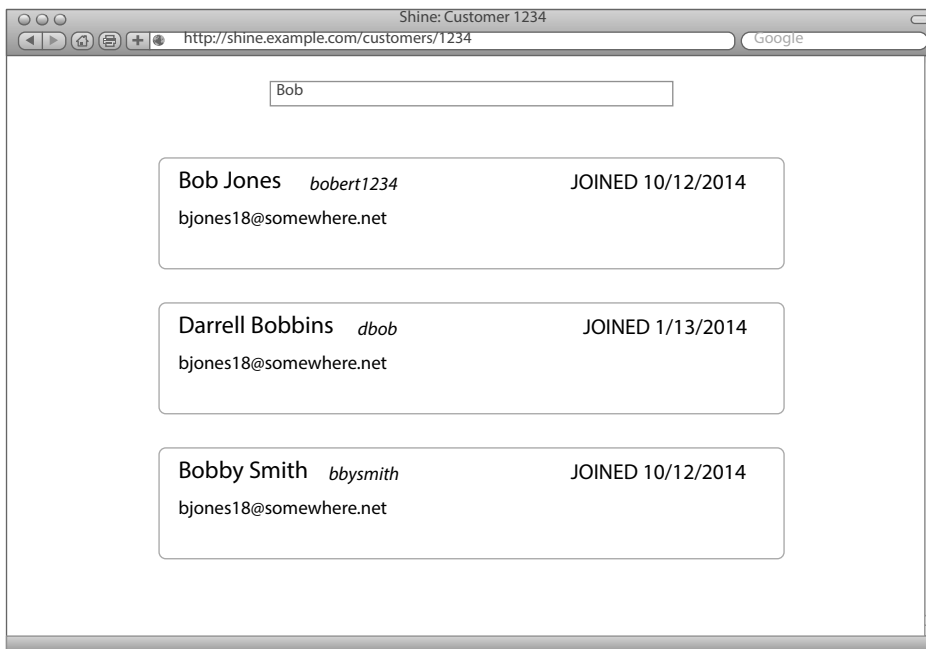 Shine: Customer 1234
http://shine.example.com/customers/1234 Google
Bob
Bob Jones bobert1234 JOINED 10/12/2014
bjones18@somewhere.net
Darrell Bobbins dbob JOINED 1/13/2014
bjones18@somewhere.net
Bobby Smith bbysmith JOINED 10/12/2014
bjones18@somewhere.net